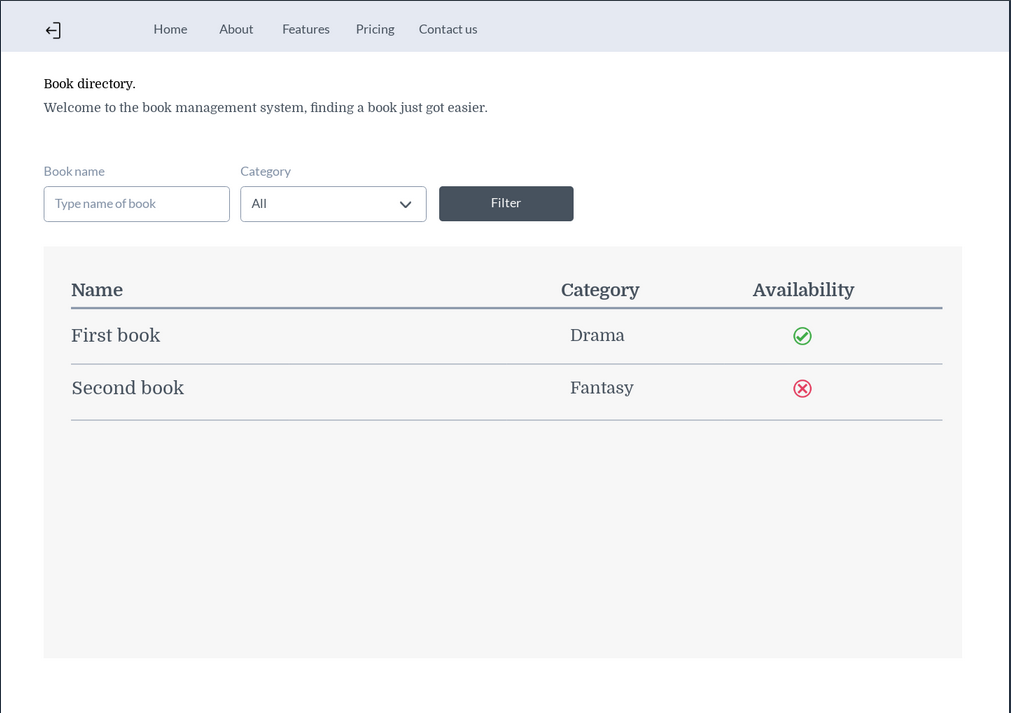 Home About Features Pricing Contact us
Book directory.
Welcome to the book management system, finding a book just got easier.
Book name Category
Type name of book All Filter
Name Category Availability
First book Drama
Second book Fantasy